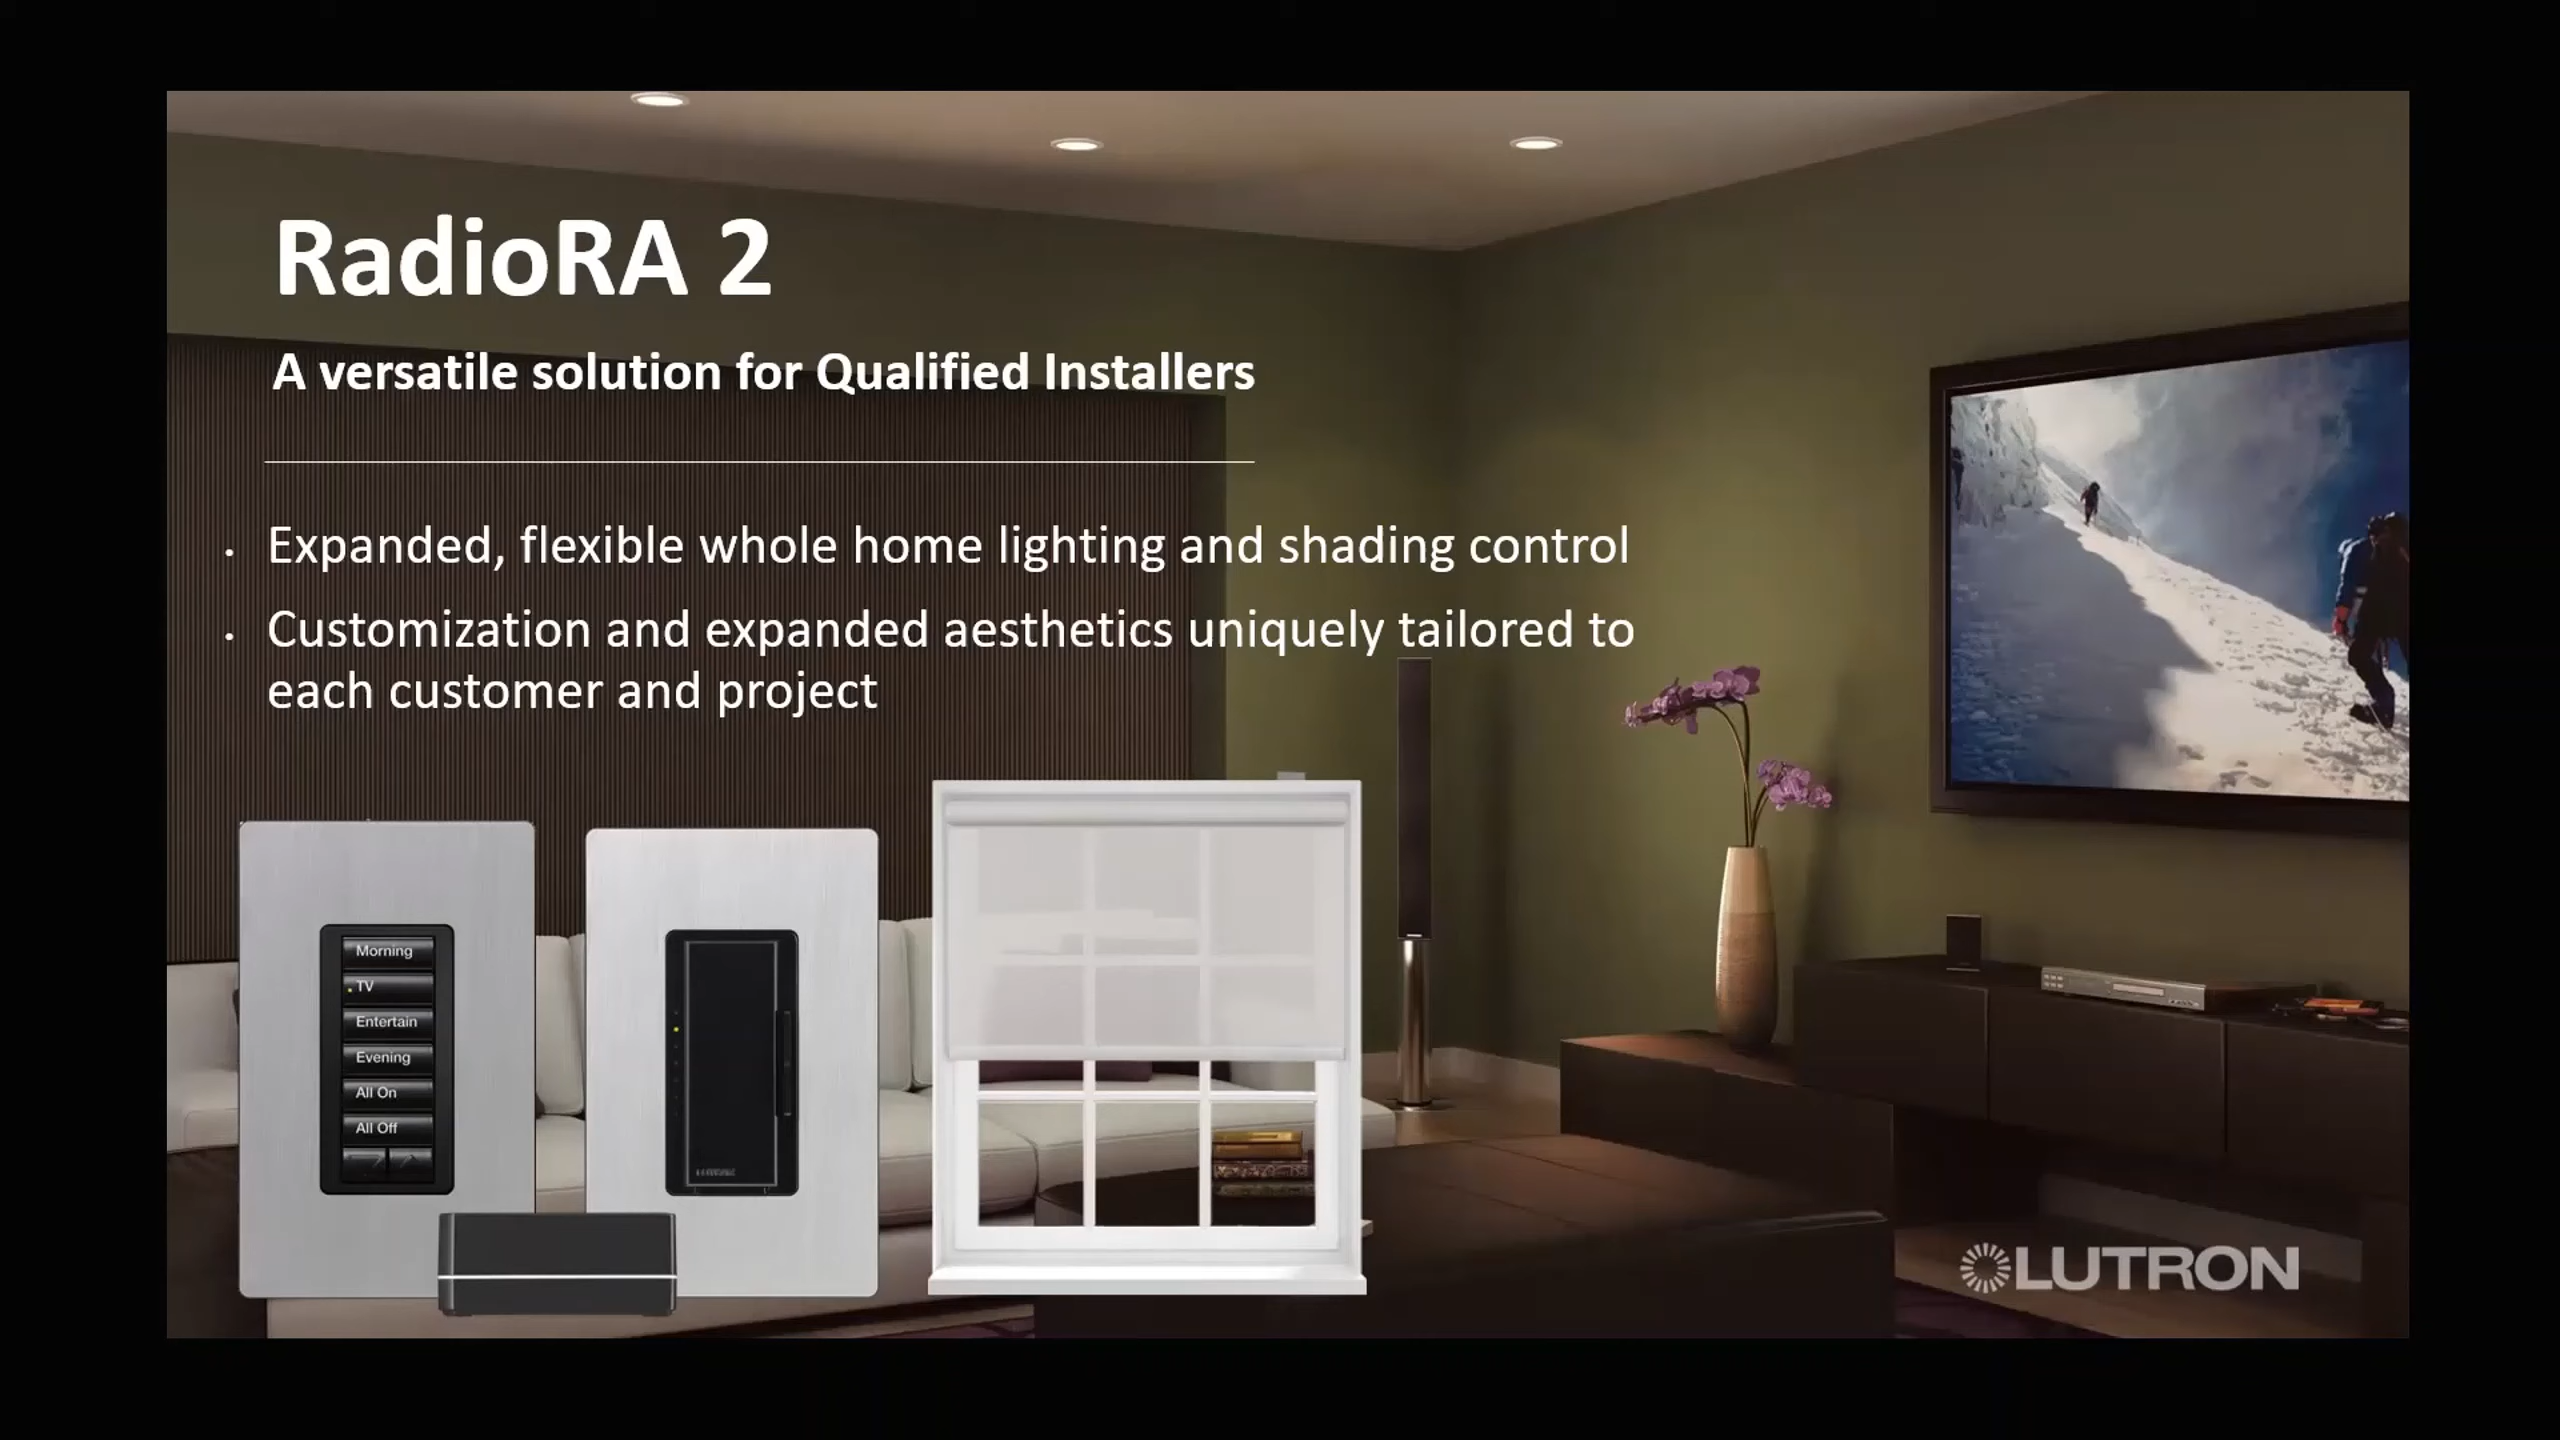 RadioRA 2
A versatile solution for Qualified Installers
• Expanded, flexible whole home lighting and shading control
• Customization and expanded aesthetics uniquely tailored to
each customer and project
Morning
TV
Entertain
Evening
All On
All Off
LUTRON
LUTRON